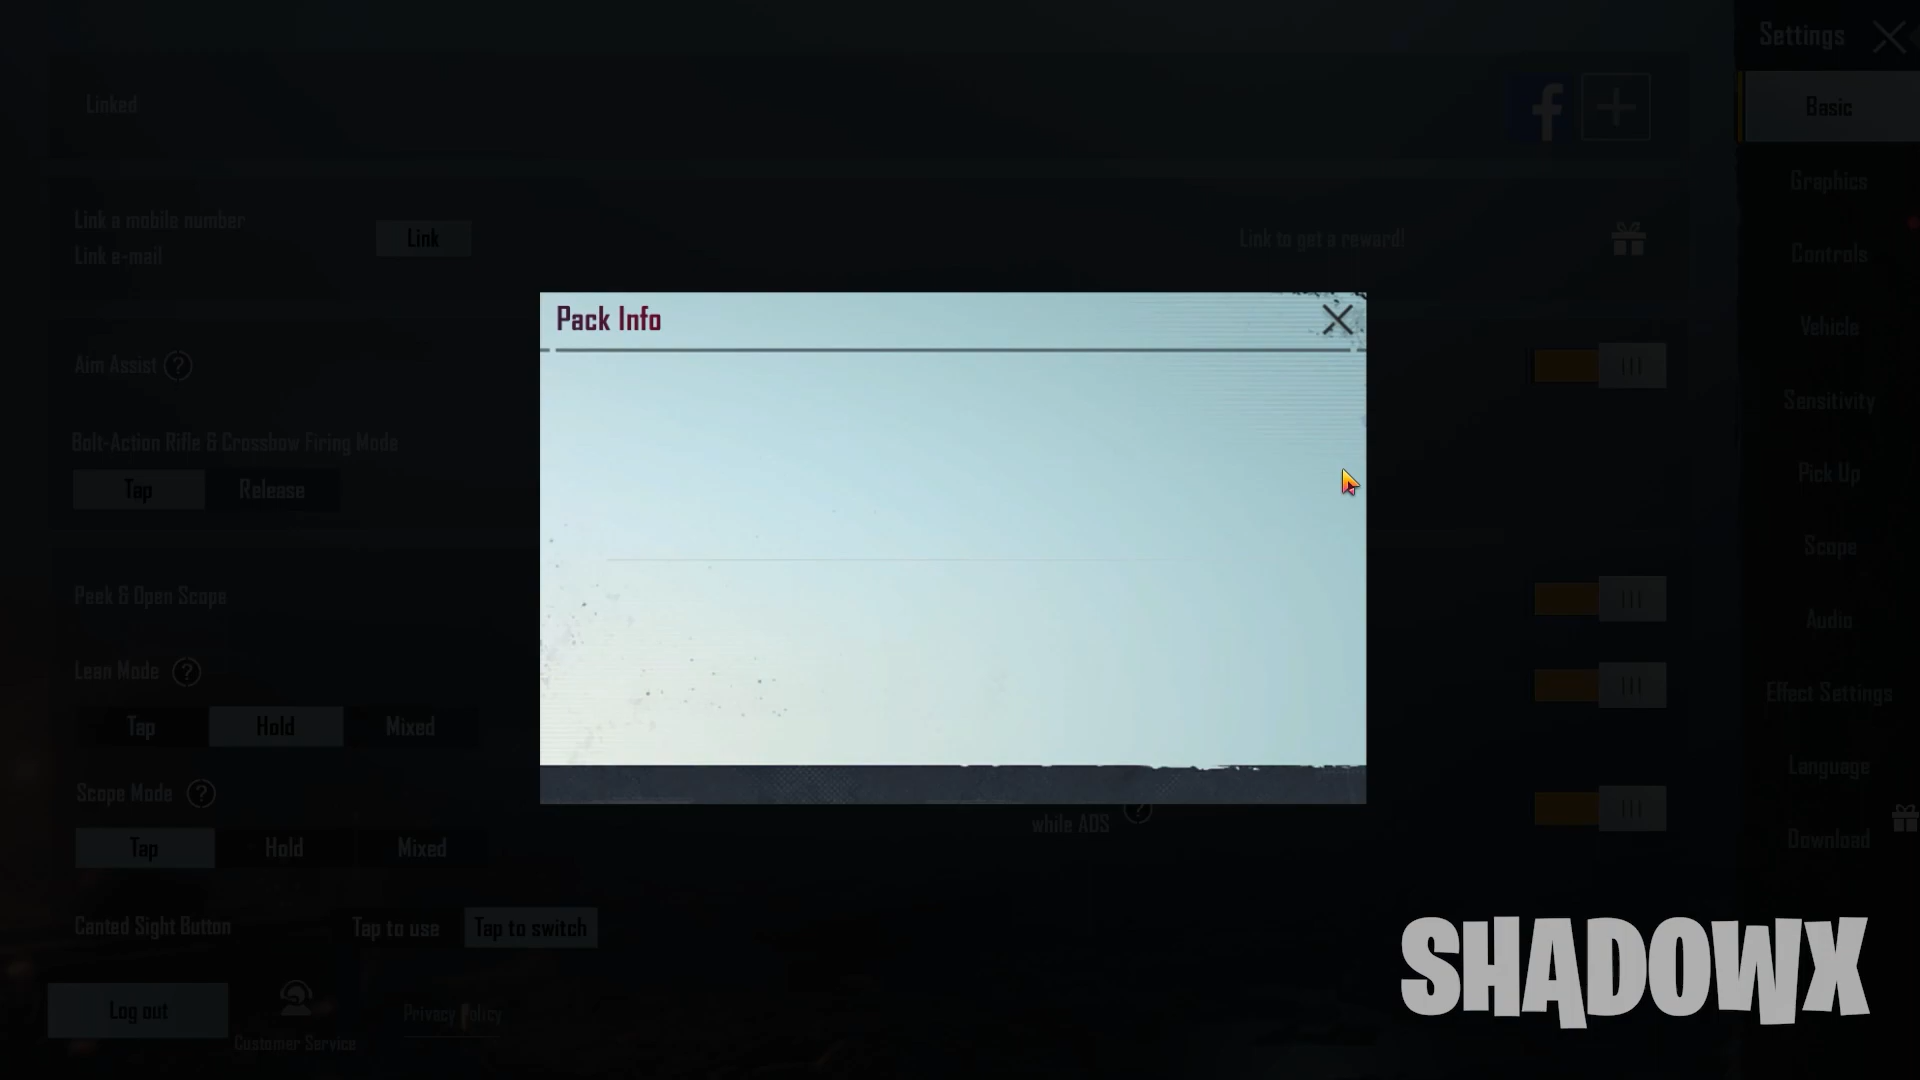 Settings
Linked
Basic
Graphics
Link a mobile number
Link e-mail
Link
Link to get a reward!
Controls
Pack Info
Vehicle
Aim Assist ?
Sensitivity
Bolt-Action Rifle & Crossbow Firing Mode
Tap Release
Pick Up
Scope
Peek & Open Scope
Audio
Lean Mode ?
Effect Settings
Tap Hold Mixed
Language
Scope Mode ?
while ADS ?
Download
Tap Hold Mixed
Canted Sight Button Tap to use Tap to switch
SHADOWX
Log out
Privacy Policy
Customer Service